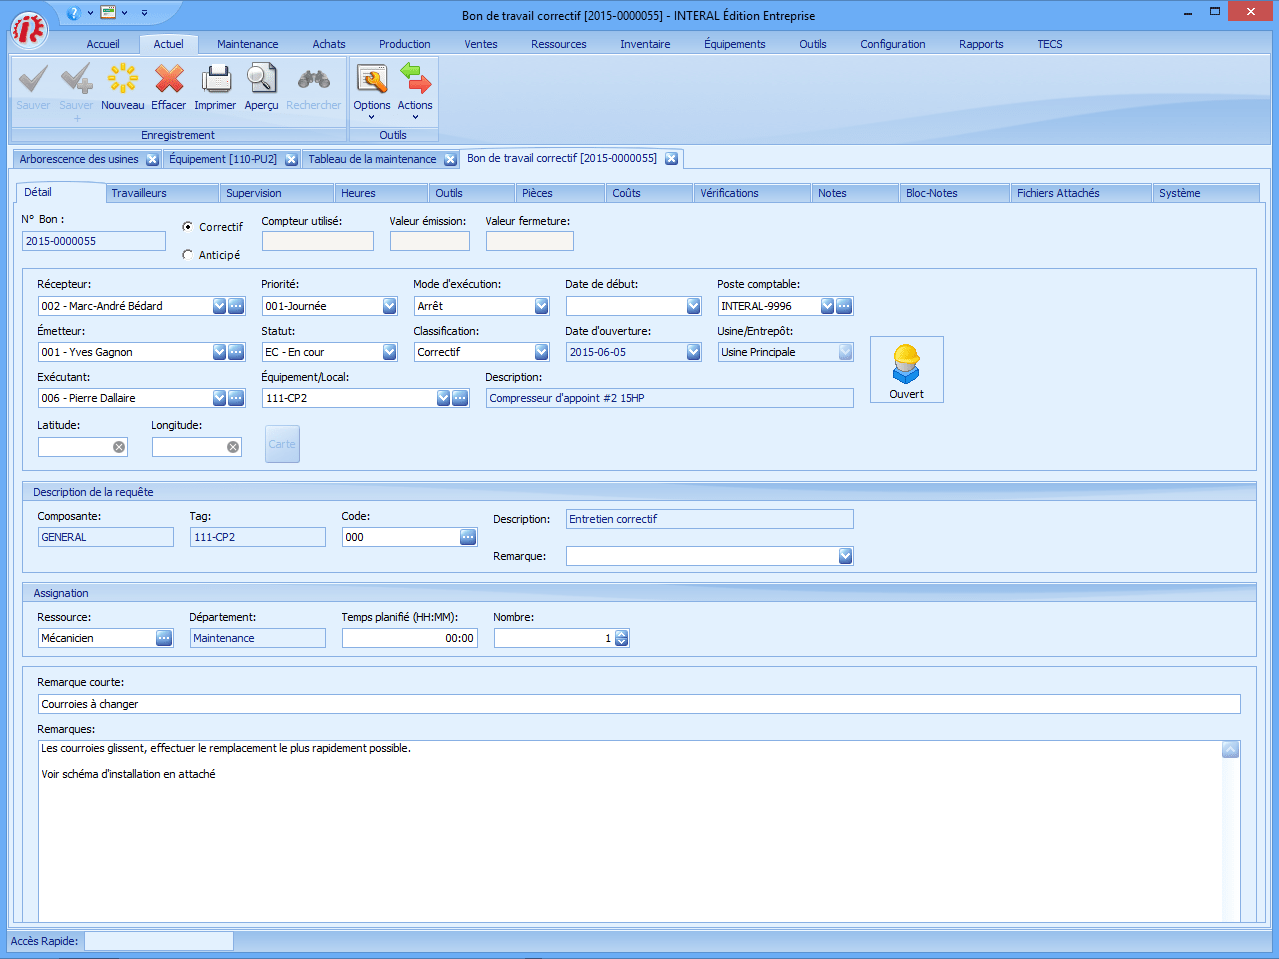 Bon de travail correctif [2015-0000055] - INTERAL Édition Entreprise
Accueil Actuel Maintenance Achats Production Ventes Ressources Inventaire Équipements Outils Configuration Rapports TECS
Sauver Sauver + Nouveau Effacer Imprimer Aperçu Rechercher Options Actions
Enregistrement Outils
Arborescence des usines Équipement [110-PU2] Tableau de la maintenance Bon de travail correctif [2015-0000055]
Détail Travailleurs Supervision Heures Outils Pièces Coûts Vérifications Notes Bloc-Notes Fichiers Attachés Système
N° Bon : Correctif Compteur utilisé: Valeur émission: Valeur fermeture:
2015-0000055
Anticipé
Récepteur: Priorité: Mode d'exécution: Date de début: Poste comptable:
002 - Marc-André Bédard 001-Journée Arrêt INTERAL-9996
Émetteur: Statut: Classification: Date d'ouverture: Usine/Entrepôt:
001 - Yves Gagnon EC - En cour Correctif 2015-06-05 Usine Principale
Exécutant: Équipement/Local: Description:
006 - Pierre Dallaire 111-CP2 Compresseur d'appoint #2 15HP
Ouvert
Latitude: Longitude:
Carte
Description de la requête
Composante: Tag: Code: Description: Entretien correctif
GENERAL 111-CP2 000
Remarque:
Assignation
Ressource: Département: Temps planifié (HH:MM): Nombre:
Mécanicien Maintenance 00:00 1
Remarque courte:
Courroies à changer
Remarques:
Les courroies glissent, effectuer le remplacement le plus rapidement possible.
Voir schéma d'installation en attaché
Accès Rapide: